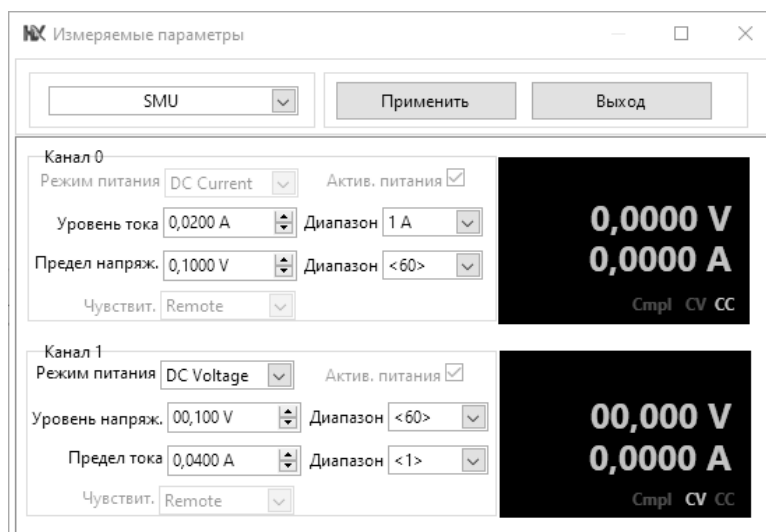 Измеряемые параметры
SMU Применить Выход
Канал 0
Режим питания DC Current Актив. питания
Уровень тока 0,0200 A Диапазон 1 A
Предел напряж. 0,1000 V Диапазон <60>
Чувствит. Remote
0,0000 V
0,0000 A
Cmpl CV CC
Канал 1
Режим питания DC Voltage Актив. питания
Уровень напряж. 00,100 V Диапазон <60>
Предел тока 0,0400 A Диапазон <1>
Чувствит. Remote
00,000 V
0,0000 A
Cmpl CV CC